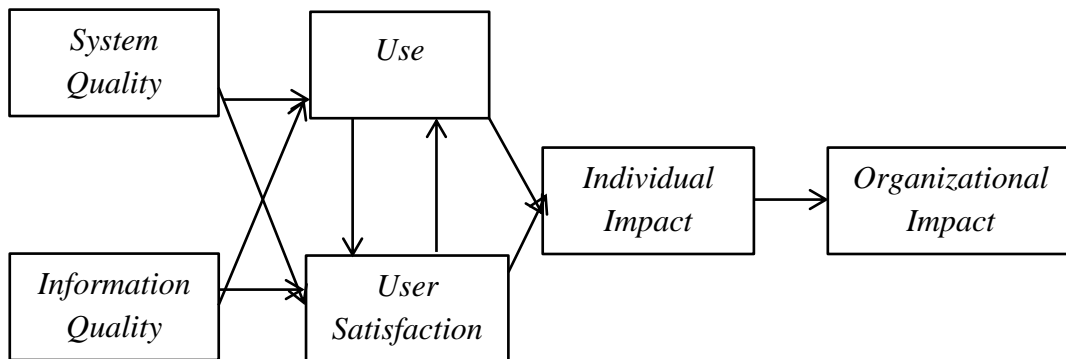 System
Quality
Use
Individual
Impact
Organizational
Impact
Information
Quality
User
Satisfaction